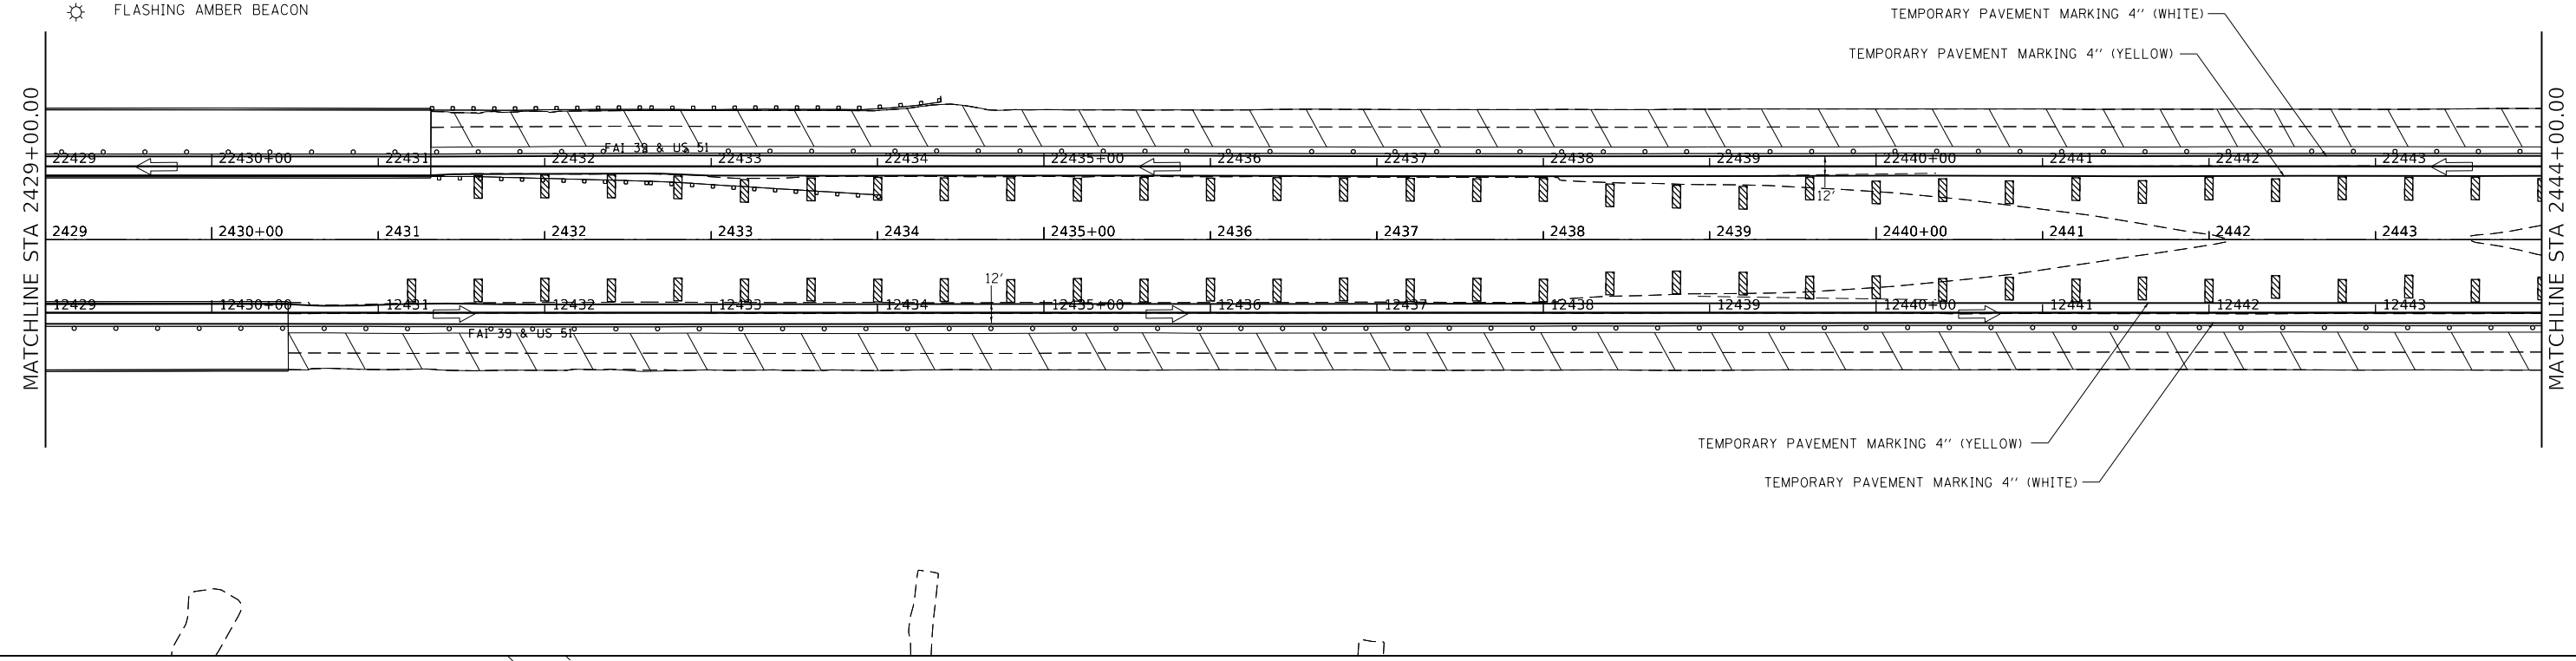 FLASHING AMBER BEACON
TEMPORARY PAVEMENT MARKING 4'' (WHITE)
TEMPORARY PAVEMENT MARKING 4'' (YELLOW)
MATCHLINE STA 2429+00.00
MATCHLINE STA 2444+00.00
FAI 39 & US 51
22429 22430+00 22431 22432 22433 22434 22435+00 22436 22437 22438 22439 22440+00 22441 22442 22443
12'
2429 2430+00 2431 2432 2433 2434 2435+00 2436 2437 2438 2439 2440+00 2441 2442 2443
12'
12429 12430+00 12431 12432 12433 12434 12435+00 12436 12437 12438 12439 12440+00 12441 12442 12443
FAI 39 & US 51
TEMPORARY PAVEMENT MARKING 4'' (YELLOW)
TEMPORARY PAVEMENT MARKING 4'' (WHITE)